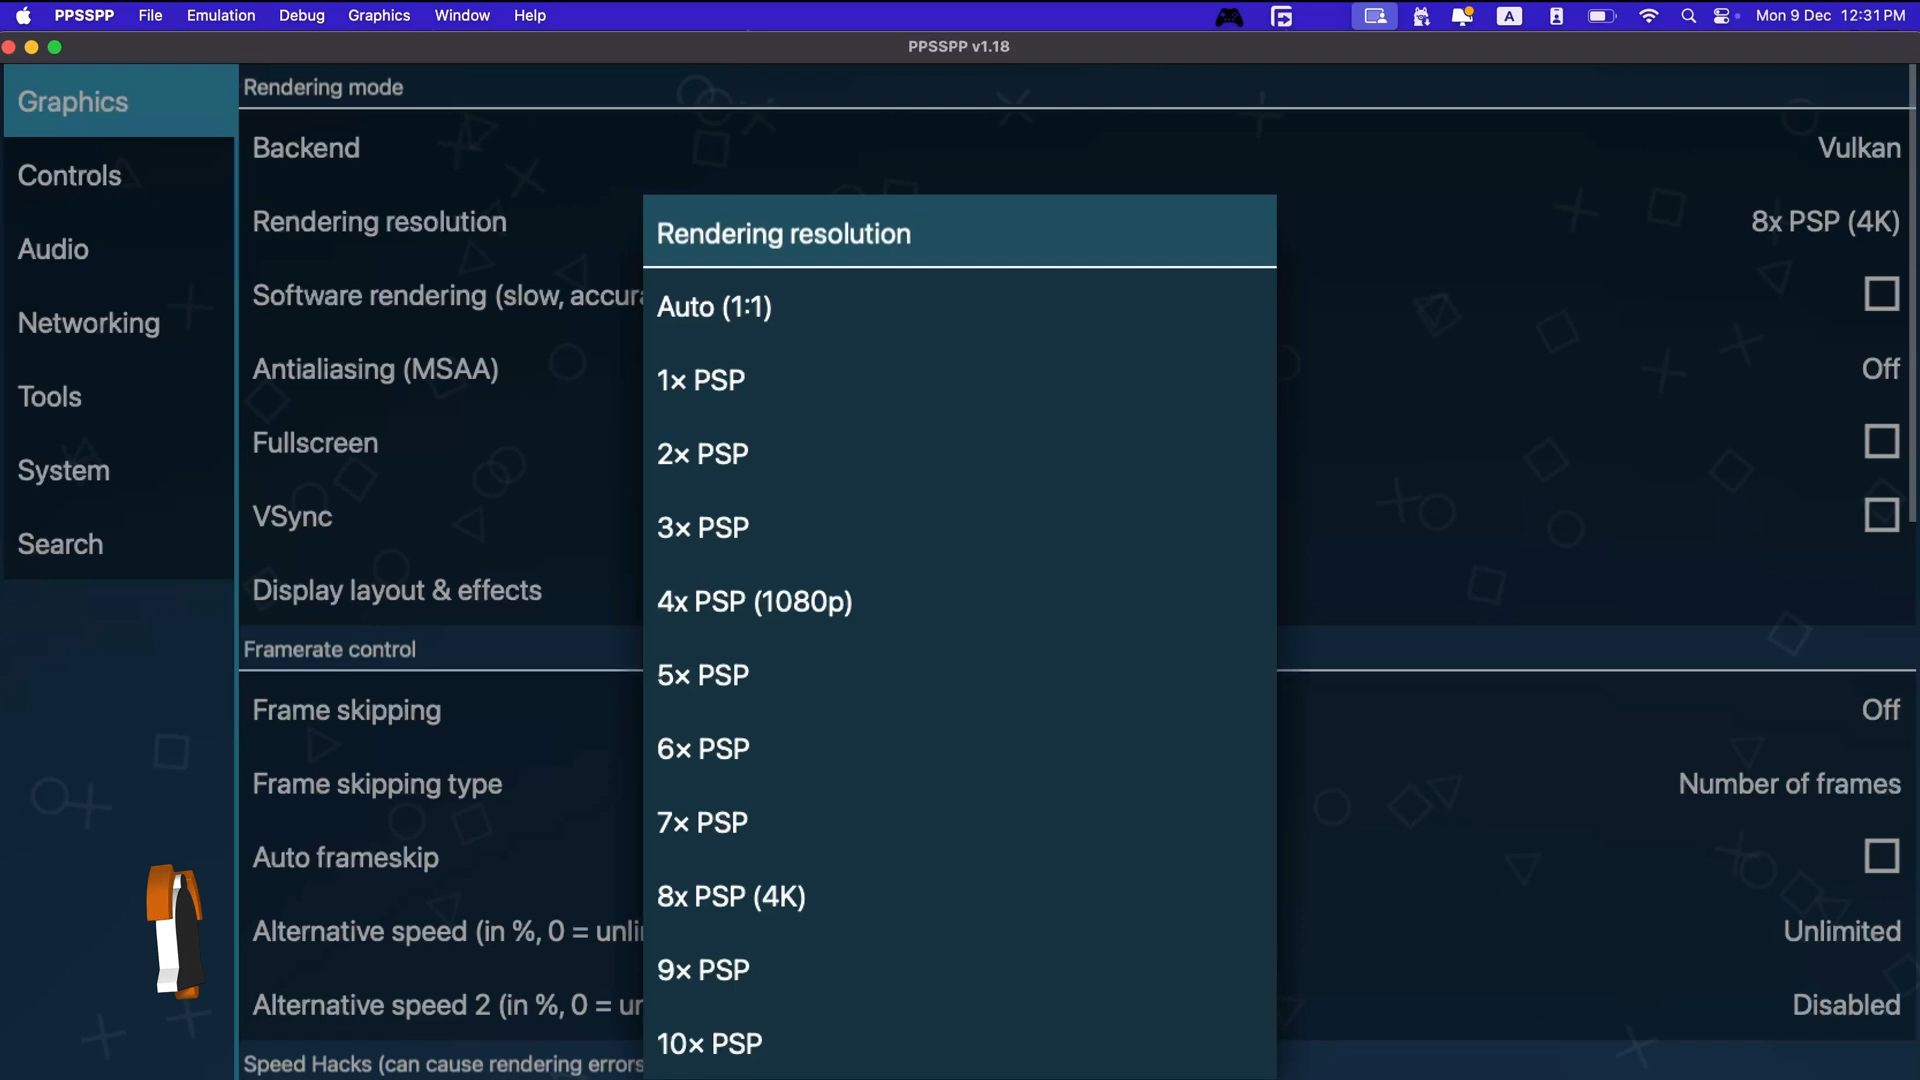 PPSSPP File Emulation Debug Graphics Window Help A Mon 9 Dec 12:31 PM
PPSSPP v1.18
Graphics
Controls
Audio
Networking
Tools
System
Search
Rendering mode
Backend Vulkan
Rendering resolution 8x PSP (4K)
Software rendering (slow, accura
Antialiasing (MSAA) Off
Fullscreen
VSync
Display layout & effects
Framerate control
Frame skipping Off
Frame skipping type Number of frames
Auto frameskip
Alternative speed (in %, 0 = unli Unlimited
Alternative speed 2 (in %, 0 = un Disabled
Speed Hacks (can cause rendering errors
Rendering resolution
Auto (1:1)
1× PSP
2× PSP
3× PSP
4x PSP (1080p)
5× PSP
6× PSP
7× PSP
8x PSP (4K)
9× PSP
10× PSP